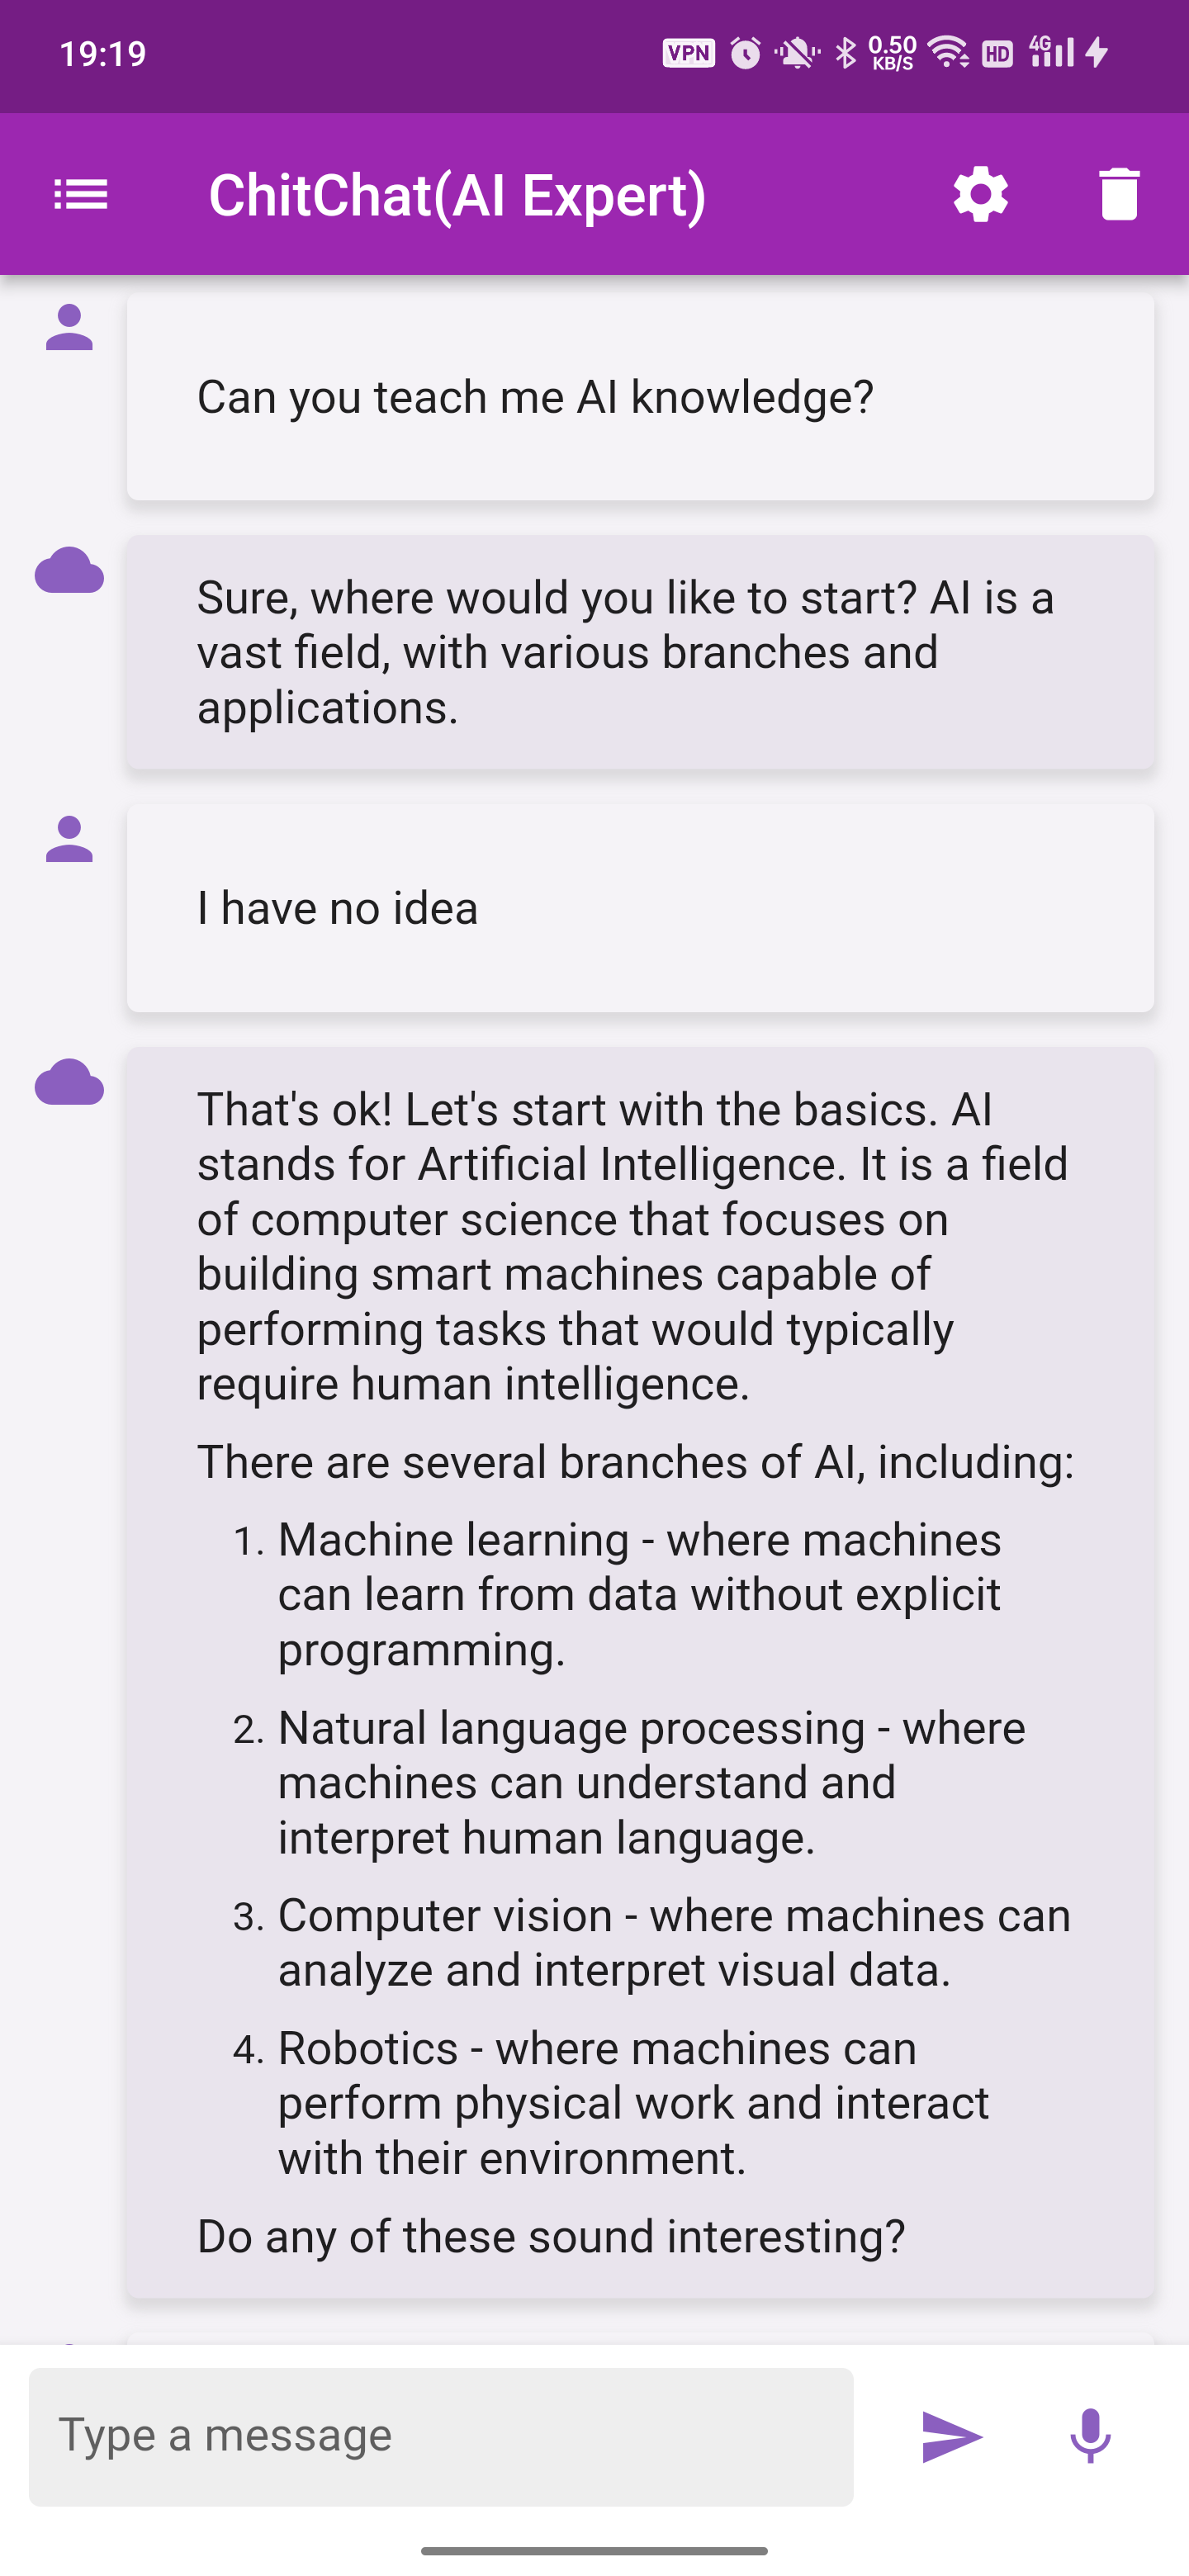 19:19
VPN
0.50
KB/S
HD
4G
ChitChat(AI Expert)
Can you teach me AI knowledge?
Sure, where would you like to start? AI is a
vast field, with various branches and
applications.
I have no idea
That's ok! Let's start with the basics. AI
stands for Artificial Intelligence. It is a field
of computer science that focuses on
building smart machines capable of
performing tasks that would typically
require human intelligence.
There are several branches of AI, including:
1. Machine learning - where machines
can learn from data without explicit
programming.
2. Natural language processing - where
machines can understand and
interpret human language.
3. Computer vision - where machines can
analyze and interpret visual data.
4. Robotics - where machines can
perform physical work and interact
with their environment.
Do any of these sound interesting?
Type a message